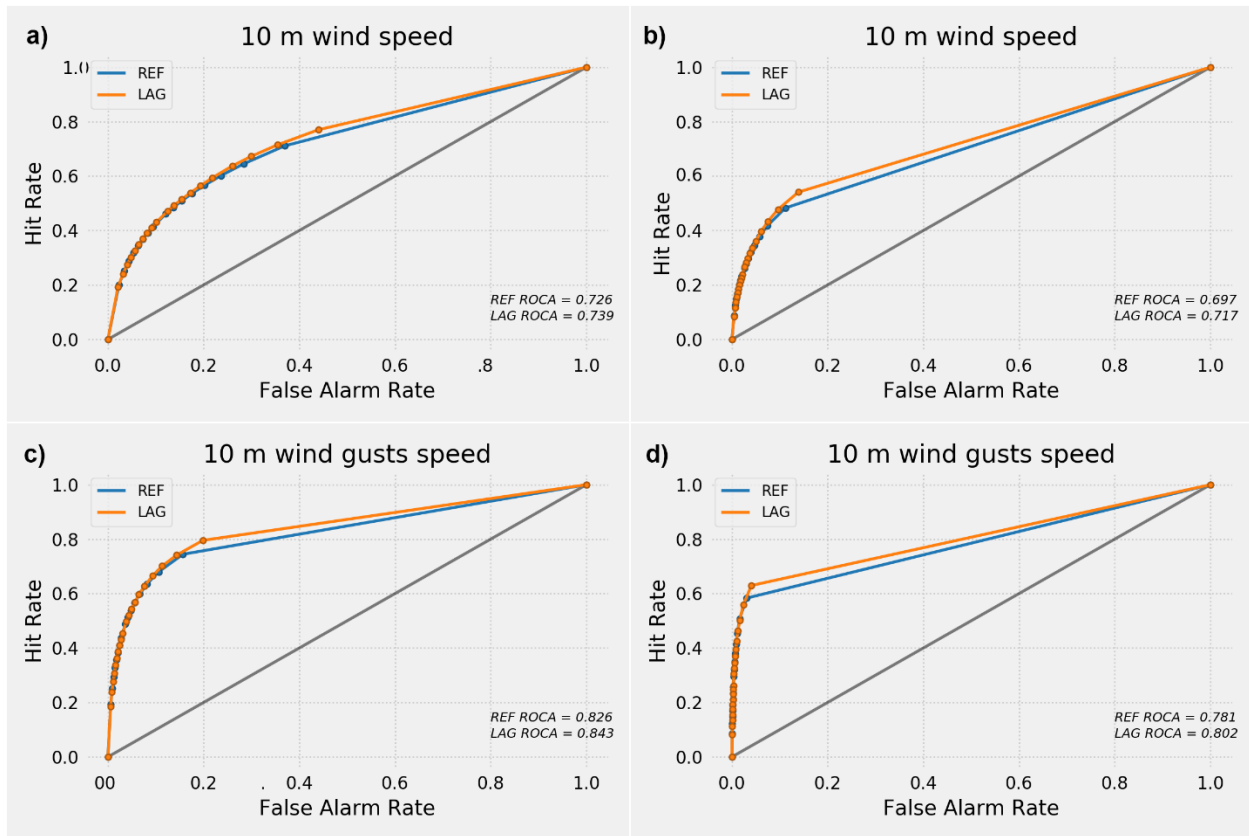 a)
10 m wind speed
1.0
REF
LAG
0.8
0.6
0.4
0.2
0.0
Hit Rate
REF ROCA = 0.726
LAG ROCA = 0.739
0.0 0.2 0.4 0.6 .8 1.0
False Alarm Rate
b)
10 m wind speed
1.0
REF
LAG
0.8
0.6
0.4
0.2
0.0
Hit Rate
REF ROCA = 0.697
LAG ROCA = 0.717
0.0 0.2 0.4 0.6 0.8 1.0
False Alarm Rate
c)
10 m wind gusts speed
1.0
REF
LAG
0.8
0.6
0.4
0.2
0.0
Hit Rate
REF ROCA = 0.826
LAG ROCA = 0.843
00 0.2 . 0.4 0.6 0.8 1.0
False Alarm Rate
d)
10 m wind gusts speed
1.0
REF
LAG
0.8
0.6
0.4
0.2
0.0
Hit Rate
REF ROCA = 0.781
LAG ROCA = 0.802
0.0 0.2 0.4 0.6 0.8 1.0
False Alarm Rate